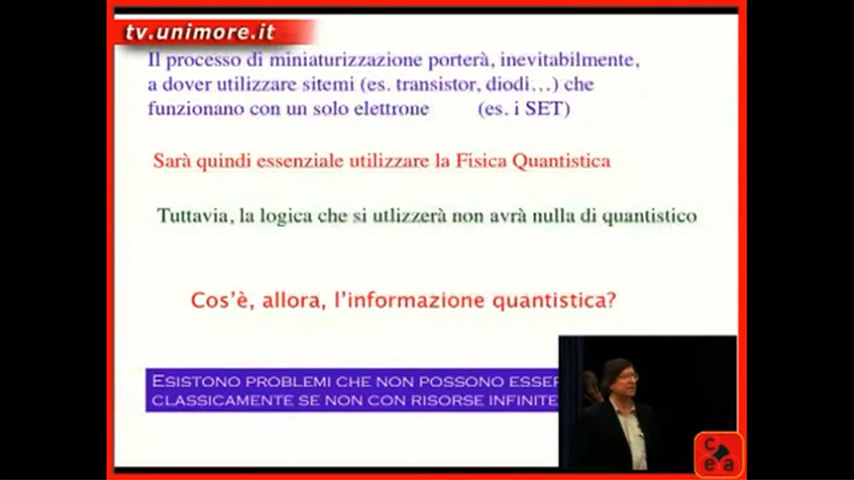 tv.unimore.it
Il processo di miniaturizzazione porterà, inevitabilmente,
a dover utilizzare sitemi (es. transistor, diodi…) che
funzionano con un solo elettrone (es. i SET)
Sarà quindi essenziale utilizzare la Fisica Quantistica
Tuttavia, la logica che si utlizzerà non avrà nulla di quantistico
Cos'è, allora, l'informazione quantistica?
ESISTONO PROBLEMI CHE NON POSSONO
CLASSICAMENTE SE NON CON RISORSE INFINITE
c
e a